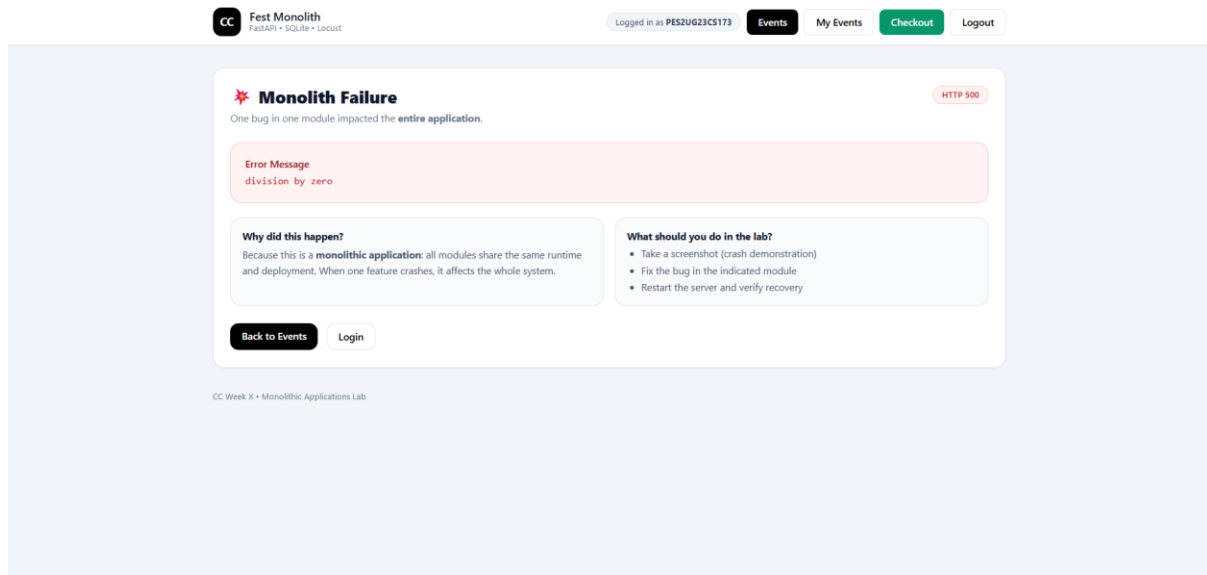 CC
Fest Monolith
FastAPI • SQLite • Locust
Logged in as PES2UG23CS173
Events
My Events
Checkout
Logout
Monolith Failure
HTTP 500
One bug in one module impacted the entire application.
Error Message
division by zero
Why did this happen?
Because this is a monolithic application: all modules share the same runtime
and deployment. When one feature crashes, it affects the whole system.
What should you do in the lab?
• Take a screenshot (crash demonstration)
• Fix the bug in the indicated module
• Restart the server and verify recovery
Back to Events
Login
CC Week X • Monolithic Applications Lab